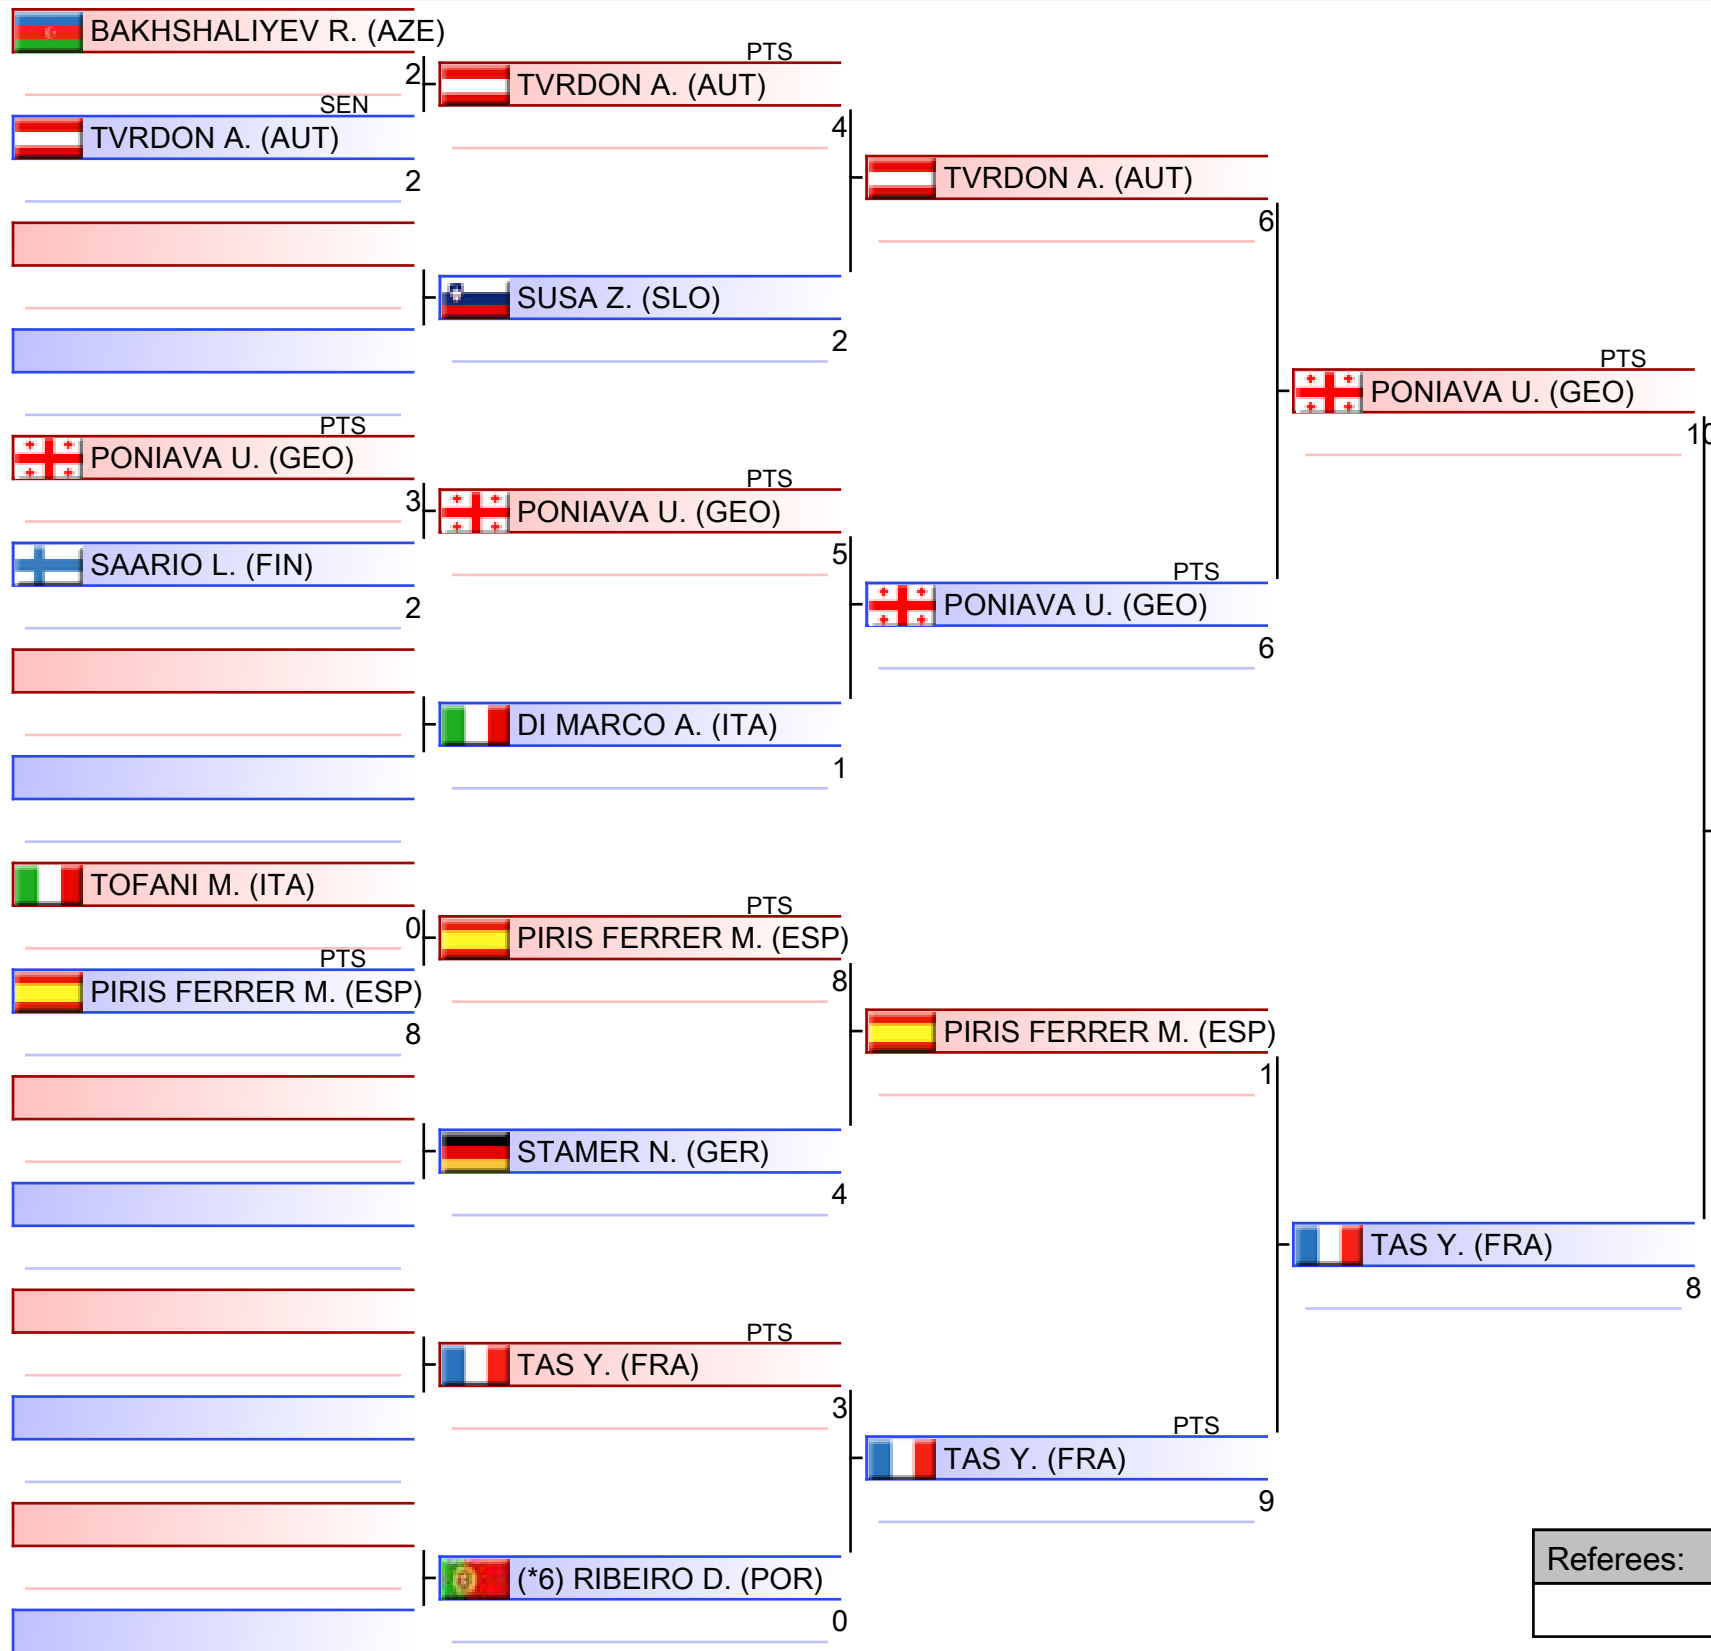 BAKHSHALIYEV R. (AZE)
2
SEN
TVRDON A. (AUT)
2
PTS
PONIAVA U. (GEO)
3
SAARIO L. (FIN)
2
TOFANI M. (ITA)
0
PTS
PIRIS FERRER M. (ESP)
8
PTS
TVRDON A. (AUT)
4
SUSA Z. (SLO)
2
PTS
PONIAVA U. (GEO)
5
DI MARCO A. (ITA)
1
PTS
PIRIS FERRER M. (ESP)
8
STAMER N. (GER)
4
PTS
TAS Y. (FRA)
3
(*6) RIBEIRO D. (POR)
0
TVRDON A. (AUT)
6
PTS
PONIAVA U. (GEO)
6
PIRIS FERRER M. (ESP)
1
PTS
TAS Y. (FRA)
9
PTS
PONIAVA U. (GEO)
10
TAS Y. (FRA)
8
Referees: